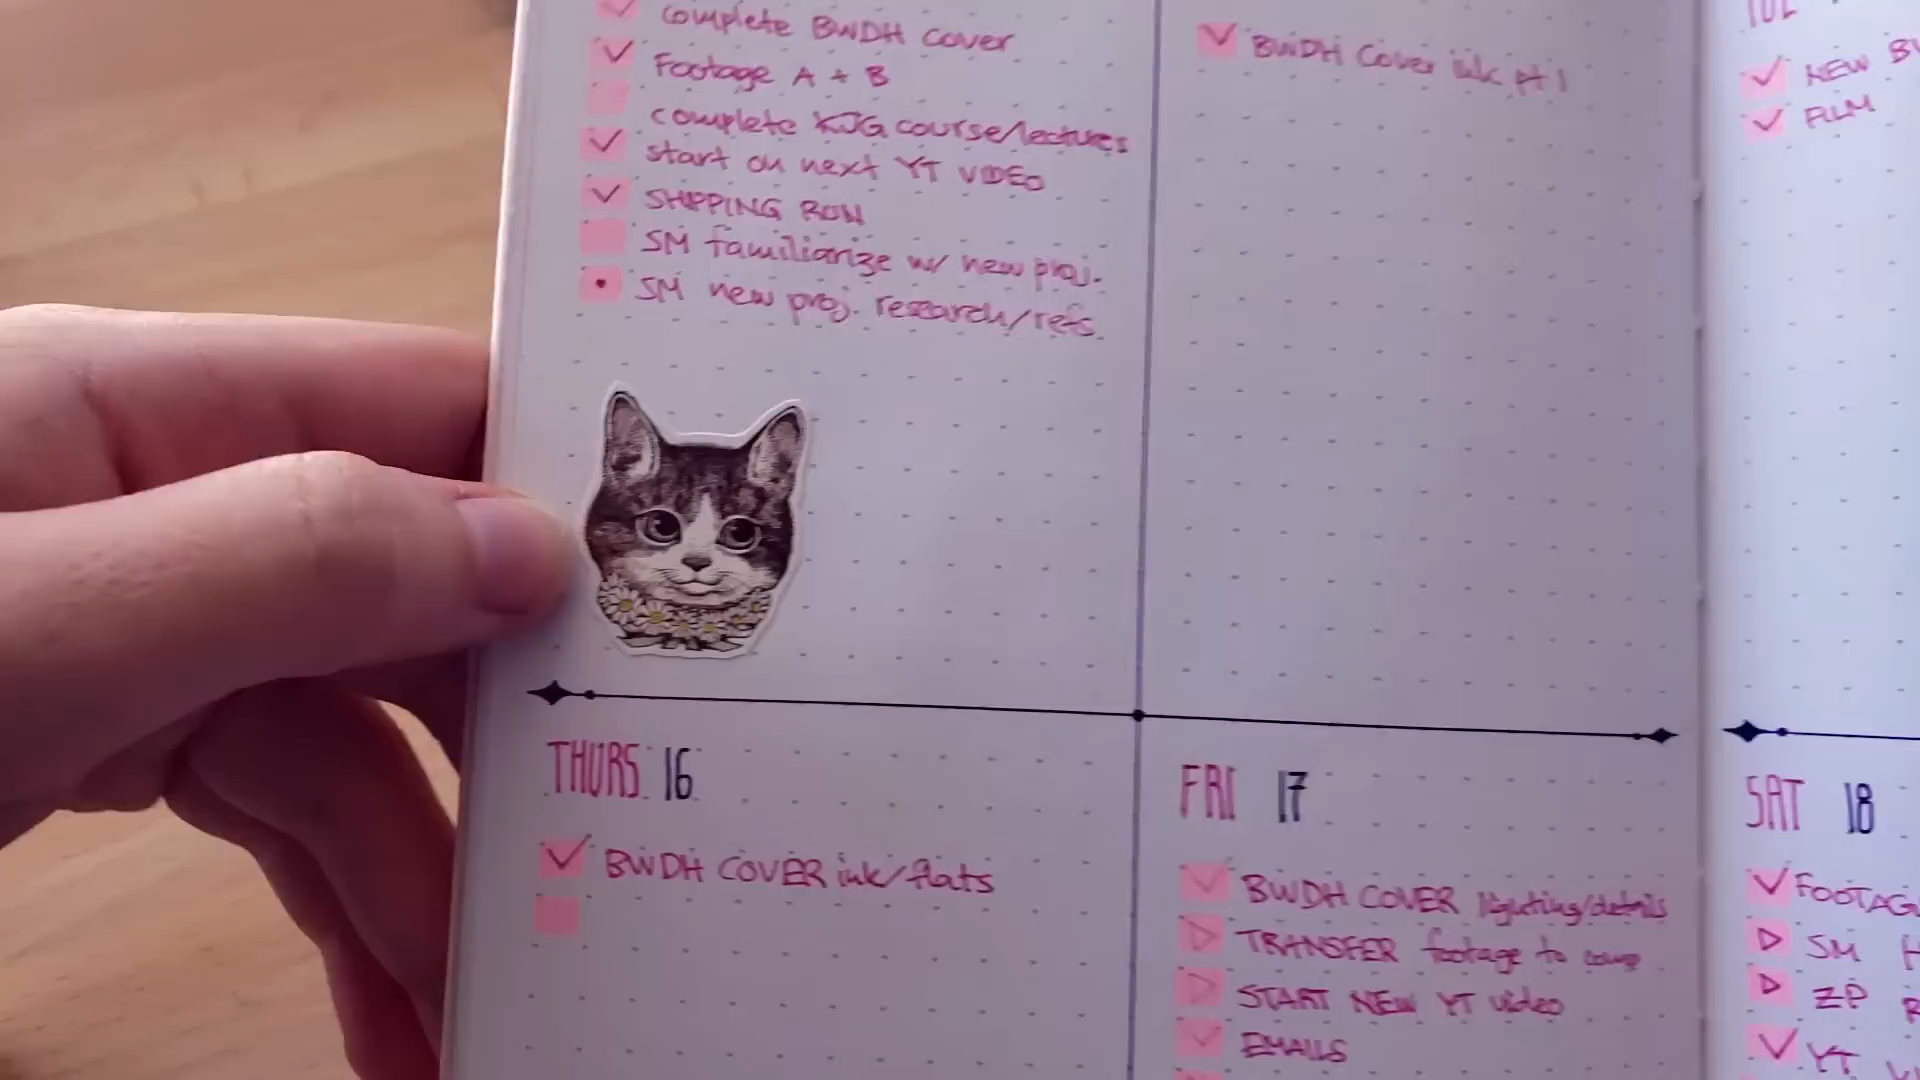 complete BWDH cover
Footage A + B
complete KJG course/lectures
start on next YT VIDEO
SHIPPING RUN
SM familiarize w/ new proj.
SM new proj. research/refs.
BWDH Cover ink pt 1
NEW
FILM
THURS 16
BWDH COVER ink/flats
FRI 17
BWDH COVER lighting/details
TRANSFER footage to comp
START NEW YT video
EMAILS
SAT 18
FOOTAG
SM
ZP
YT